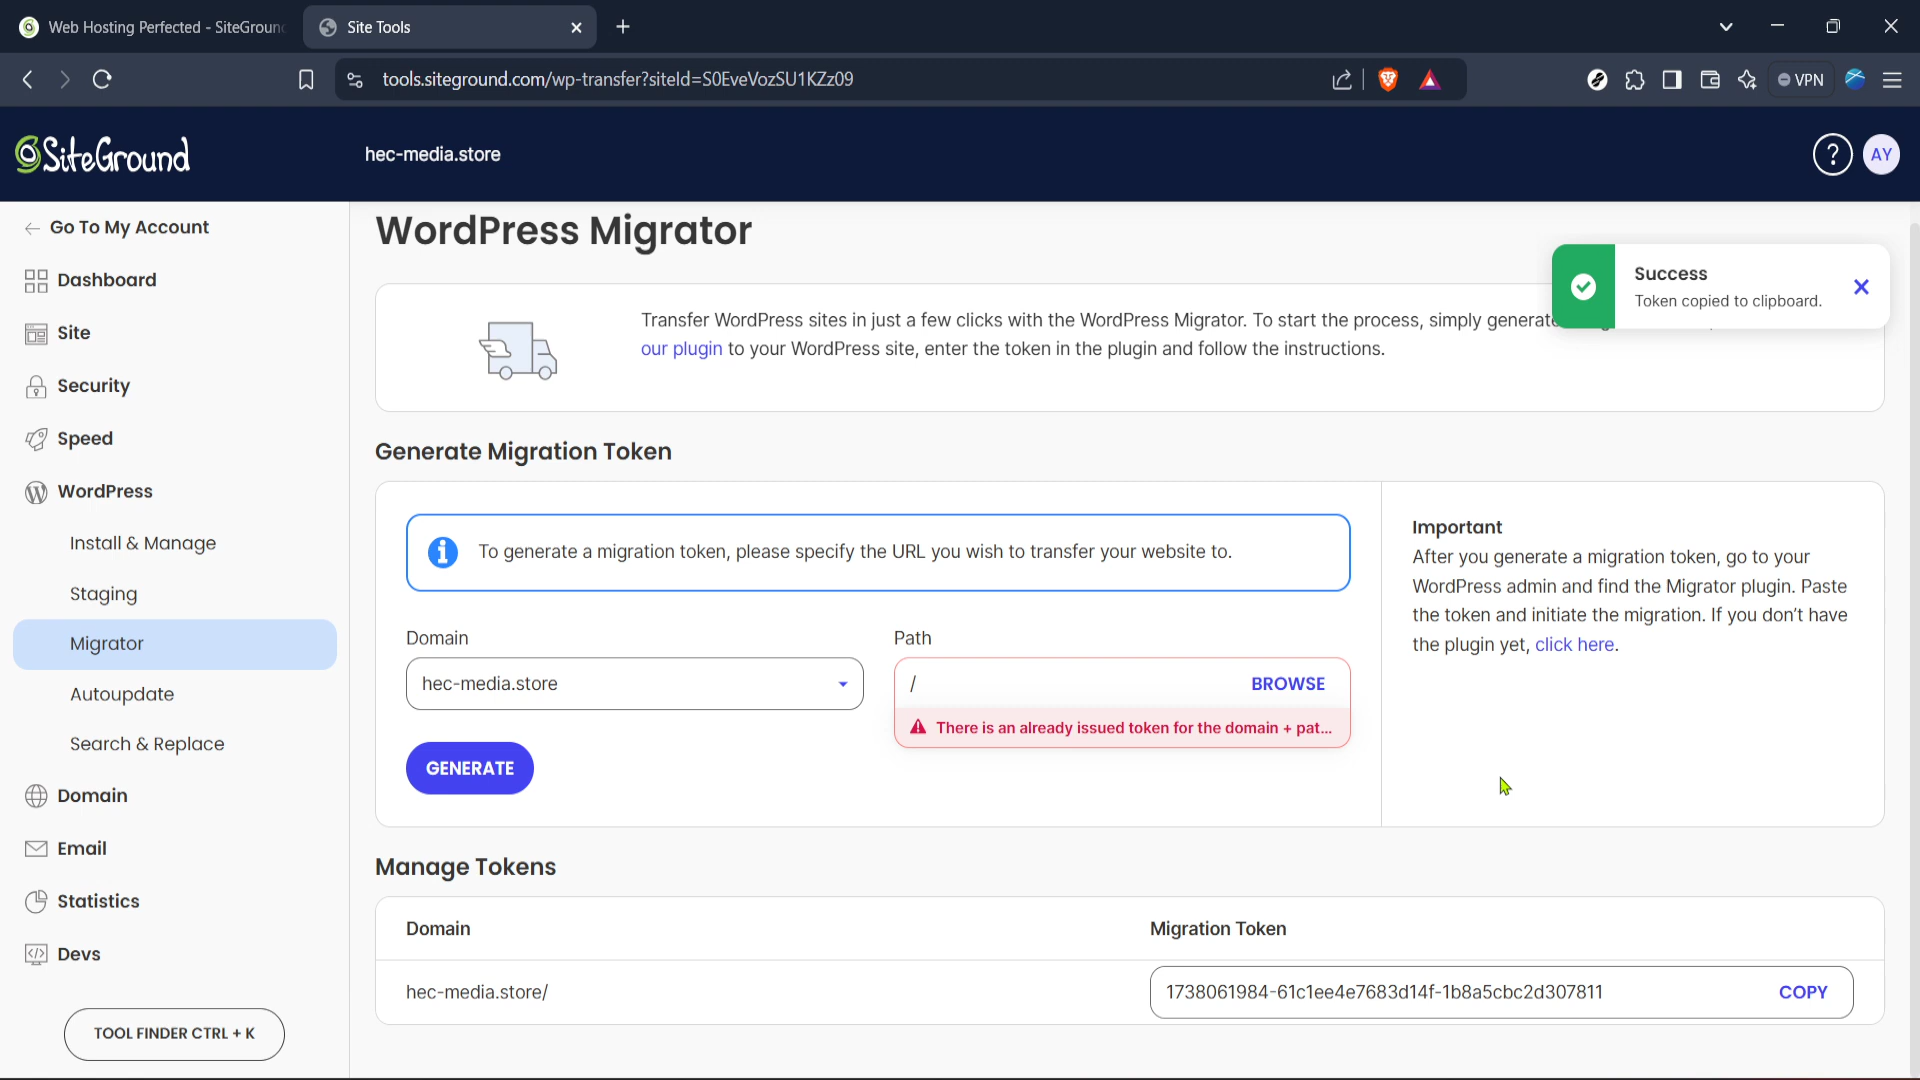 Web Hosting Perfected - SiteGroun
Site Tools
tools.siteground.com/wp-transfer?siteId=S0EveVozSU1KZz09
VPN
SiteGround
hec-media.store
?
AY
Go To My Account
Dashboard
Site
Security
Speed
WordPress
Install & Manage
Staging
Migrator
Autoupdate
Search & Replace
Domain
Email
Statistics
Devs
TOOL FINDER CTRL + K
WordPress Migrator
Success
Token copied to clipboard.
Transfer WordPress sites in just a few clicks with the WordPress Migrator. To start the process, simply generate
our plugin to your WordPress site, enter the token in the plugin and follow the instructions.
Generate Migration Token
To generate a migration token, please specify the URL you wish to transfer your website to.
Domain
hec-media.store
Path
/
BROWSE
There is an already issued token for the domain + pat...
GENERATE
Important
After you generate a migration token, go to your
WordPress admin and find the Migrator plugin. Paste
the token and initiate the migration. If you don't have
the plugin yet, click here.
Manage Tokens
Domain
Migration Token
hec-media.store/
1738061984-61c1ee4e7683d14f-1b8a5cbc2d307811
COPY